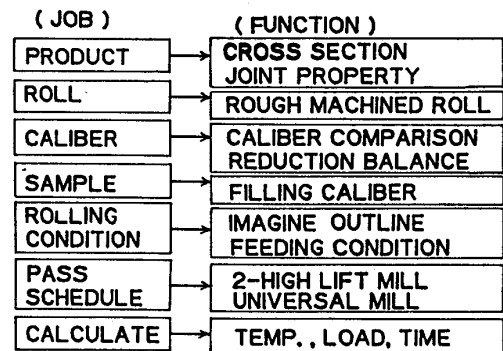 ( JOB ) ( FUNCTION )
PRODUCT CROSS SECTION
JOINT PROPERTY
ROLL ROUGH MACHINED ROLL
CALIBER CALIBER COMPARISON
REDUCTION BALANCE
SAMPLE FILLING CALIBER
ROLLING CONDITION IMAGINE OUTLINE
FEEDING CONDITION
PASS SCHEDULE 2-HIGH LIFT MILL
UNIVERSAL MILL
CALCULATE TEMP., LOAD, TIME